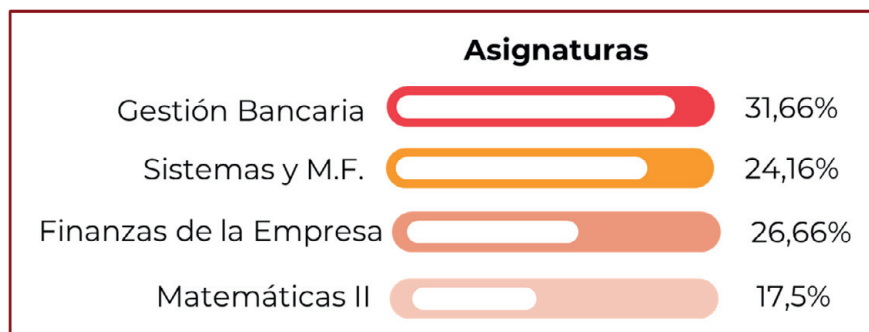 Asignaturas
Gestión Bancaria 31,66%
Sistemas y M.F. 24,16%
Finanzas de la Empresa 26,66%
Matemáticas II 17,5%